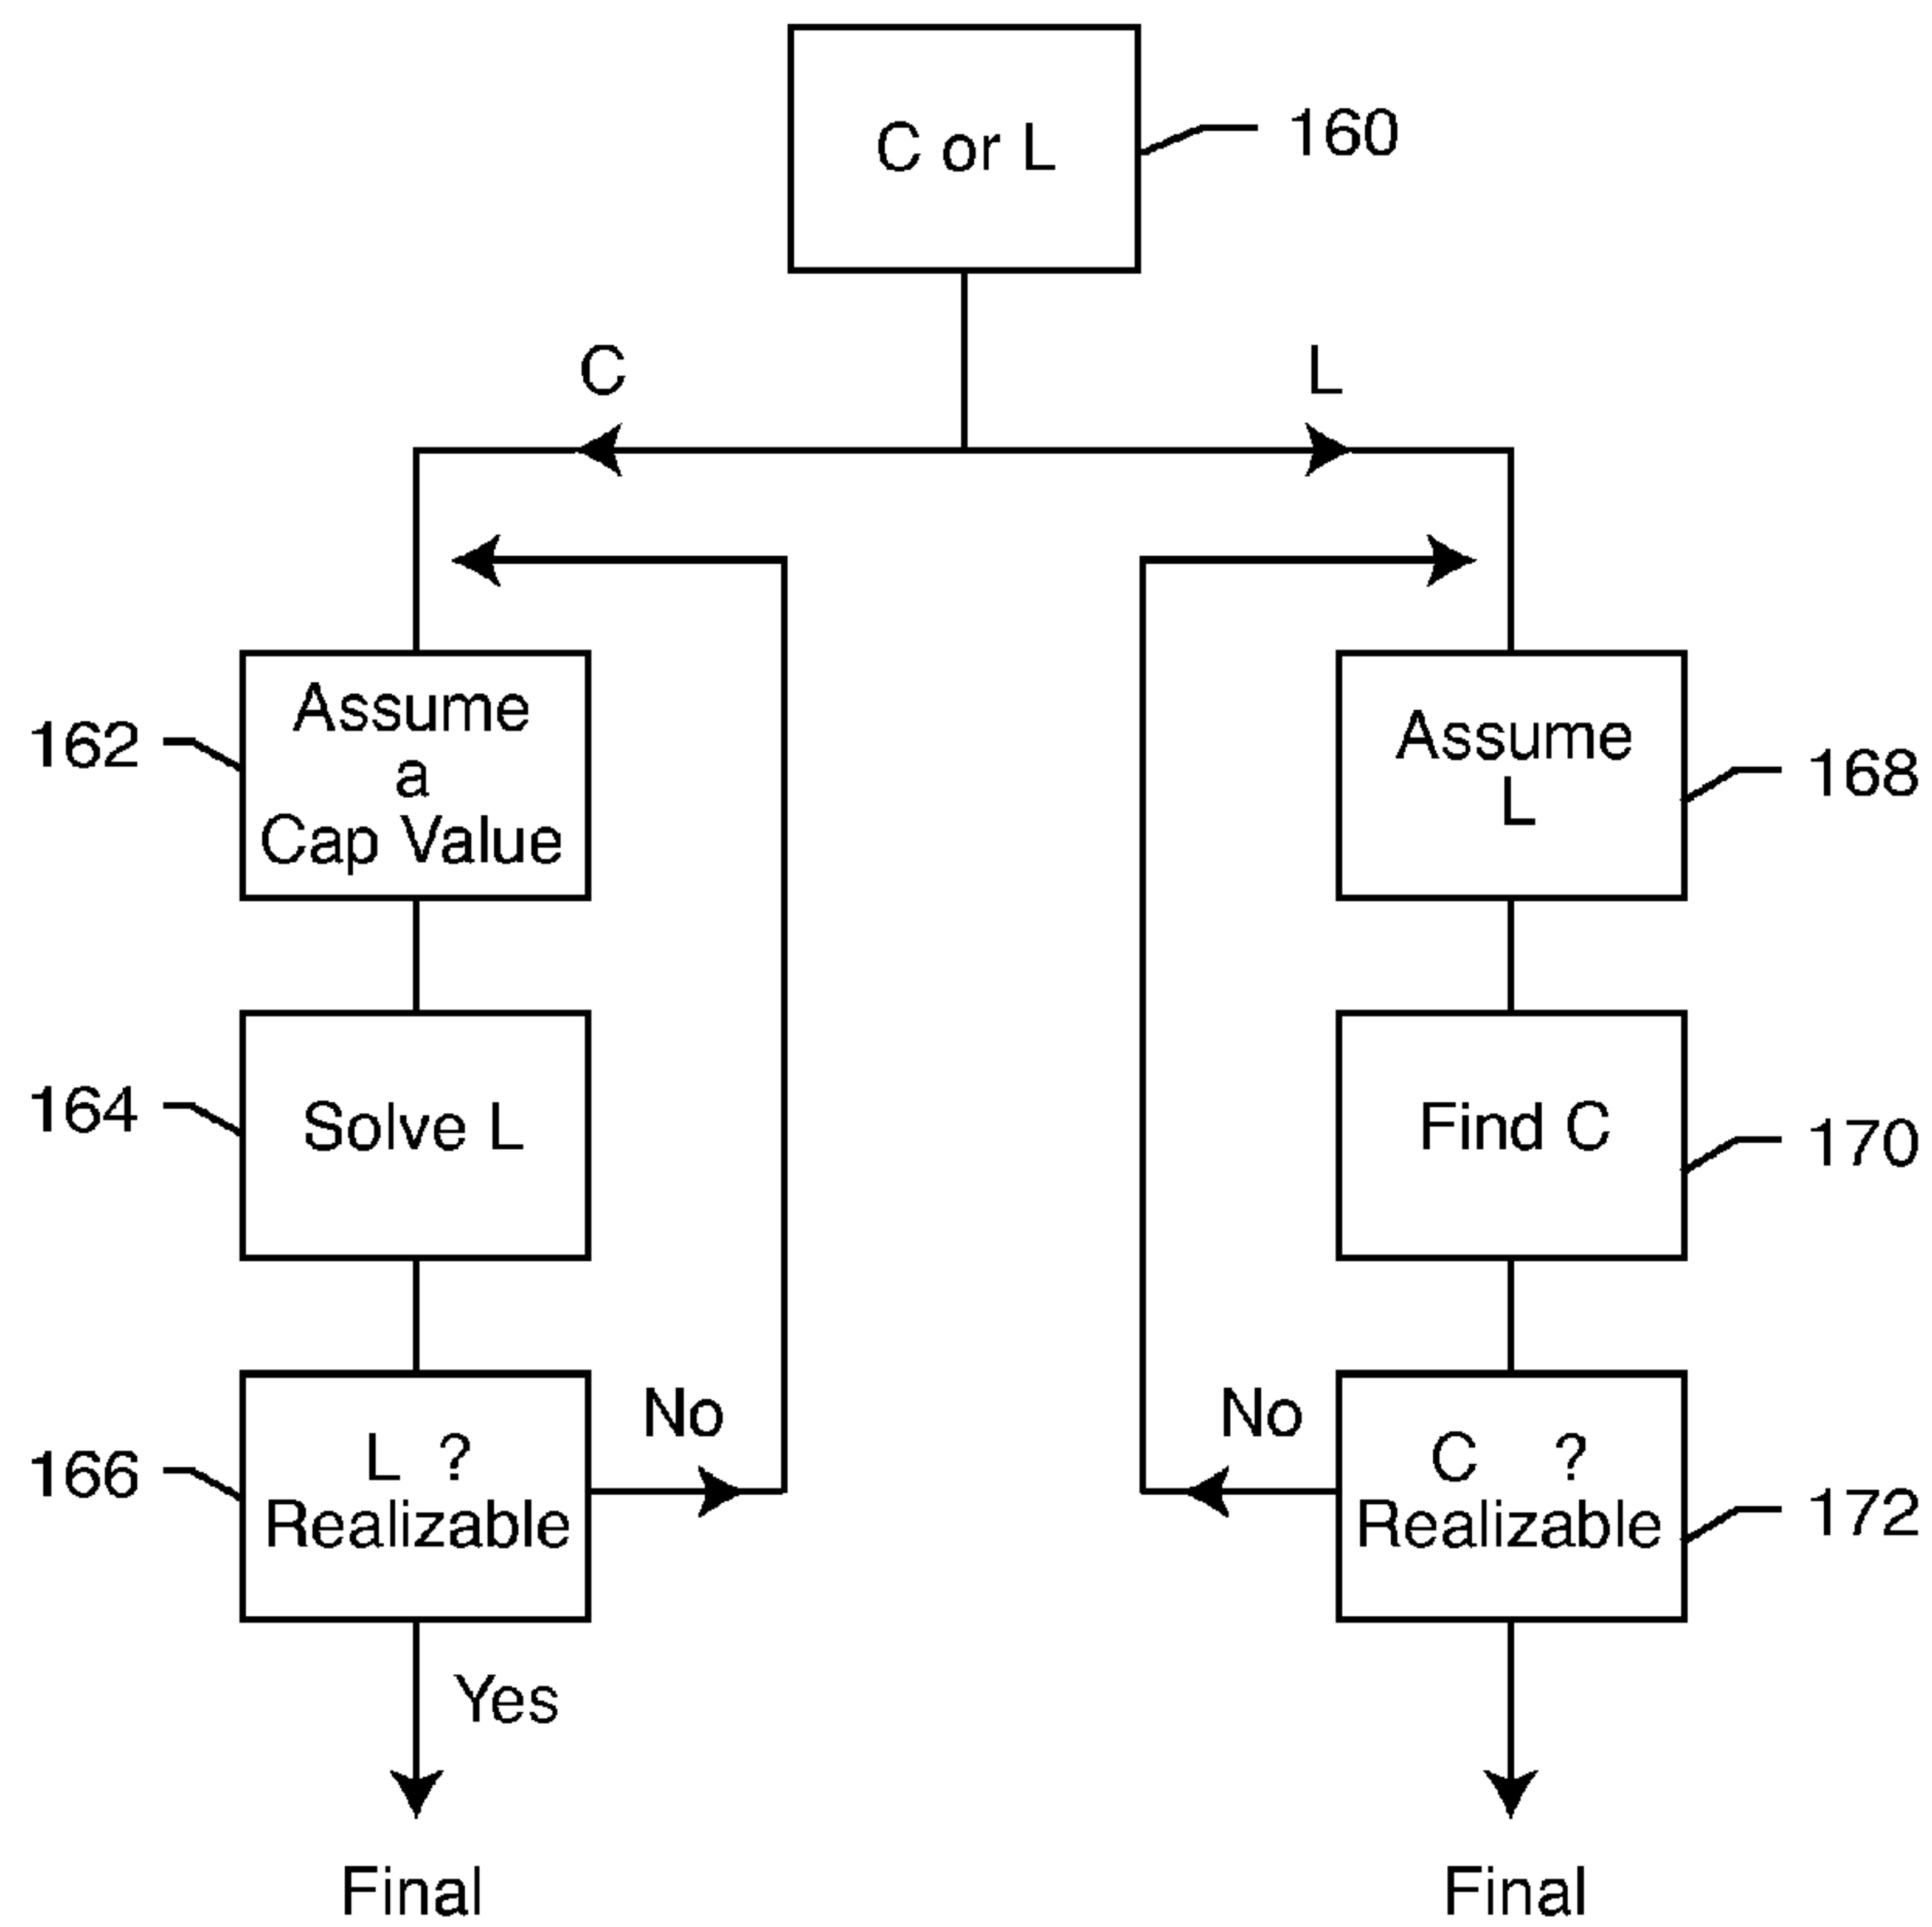 C or L
160
C
L
Assume
a
Cap Value
162
Assume
L
168
Solve L
164
Find C
170
L ?
Realizable
166
No
No
C ?
Realizable
172
Yes
Final
Final